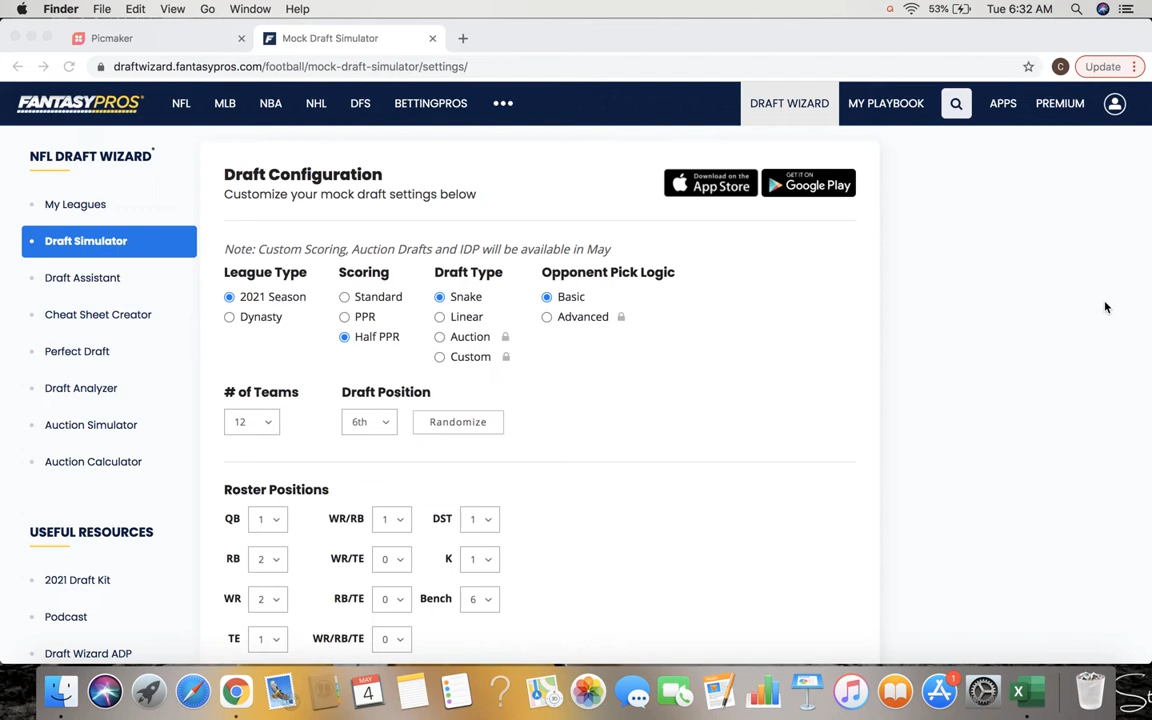 Finder File Edit View Go Window Help 53% Tue 6:32 AM
Picmaker Mock Draft Simulator
draftwizard.fantasypros.com/football/mock-draft-simulator/settings/ C Update
FANTASYPROS NFL MLB NBA NHL DFS BETTINGPROS DRAFT WIZARD MY PLAYBOOK APPS PREMIUM
NFL DRAFT WIZARD
My Leagues
Draft Simulator
Draft Assistant
Cheat Sheet Creator
Perfect Draft
Draft Analyzer
Auction Simulator
Auction Calculator
USEFUL RESOURCES
2021 Draft Kit
Podcast
Draft Wizard ADP
Draft Configuration
Customize your mock draft settings below
Download on the
App Store
GET IT ON
Google Play
Note: Custom Scoring, Auction Drafts and IDP will be available in May
League Type Scoring Draft Type Opponent Pick Logic
2021 Season Standard Snake Basic
Dynasty PPR Linear Advanced
Half PPR Auction
Custom
# of Teams Draft Position
12 6th Randomize
Roster Positions
QB 1 WR/RB 1 DST 1
RB 2 WR/TE 0 K 1
WR 2 RB/TE 0 Bench 6
TE 1 WR/RB/TE 0
MAY
4
1
X